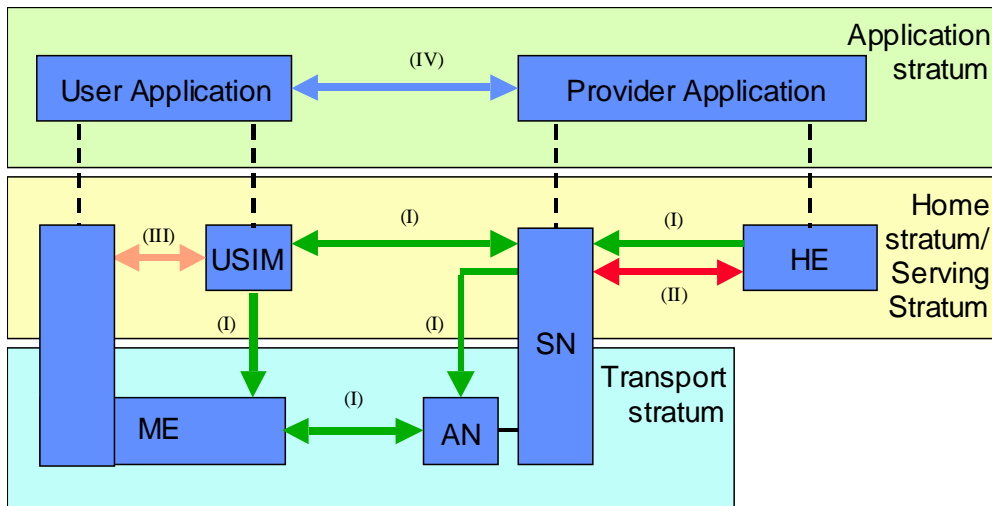 Application
stratum
(IV)
User Application
Provider Application
Home
stratum/
Serving
Stratum
(I)
(I)
(III)
USIM
HE
(II)
(I)
(I)
SN
Transport
stratum
(I)
ME
AN